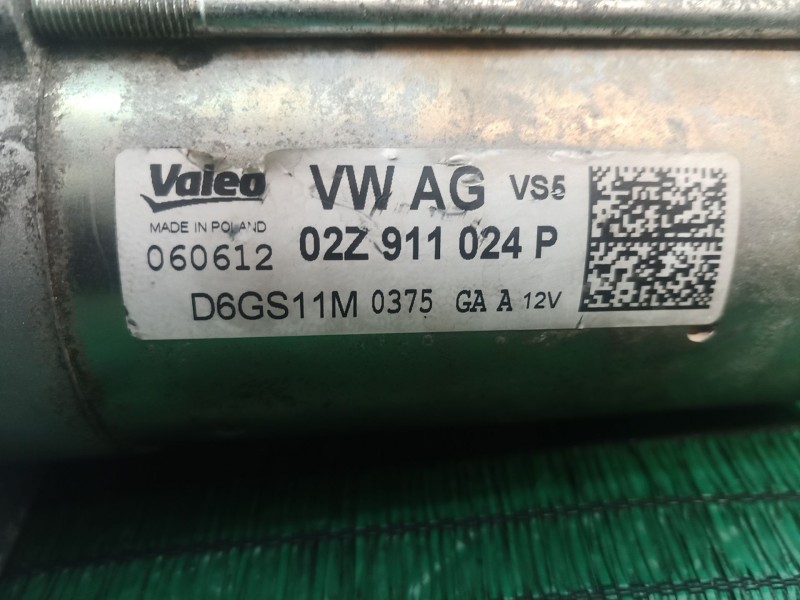 Valeo VW AG VS5
MADE IN POLAND
060612 02Z 911 024 P
D6GS11M 0375 GA A 12V